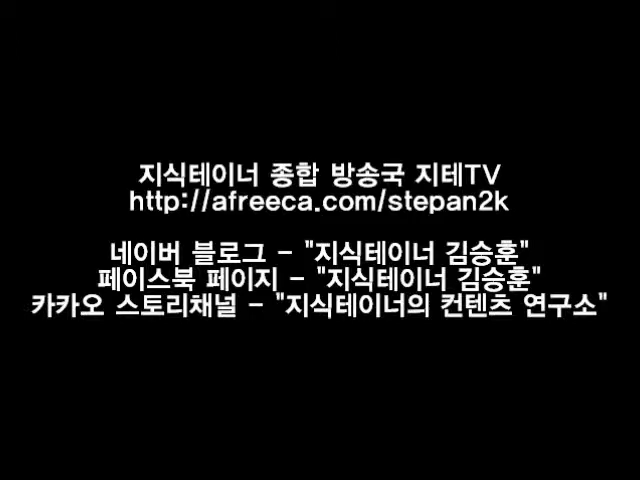 지식테이너 종합 방송국 지테TV
http://afreeca.com/stepan2k
네이버 블로그 - "지식테이너 김승훈"
페이스북 페이지 - "지식테이너 김승훈"
카카오 스토리채널 - "지식테이너의 컨텐츠 연구소"